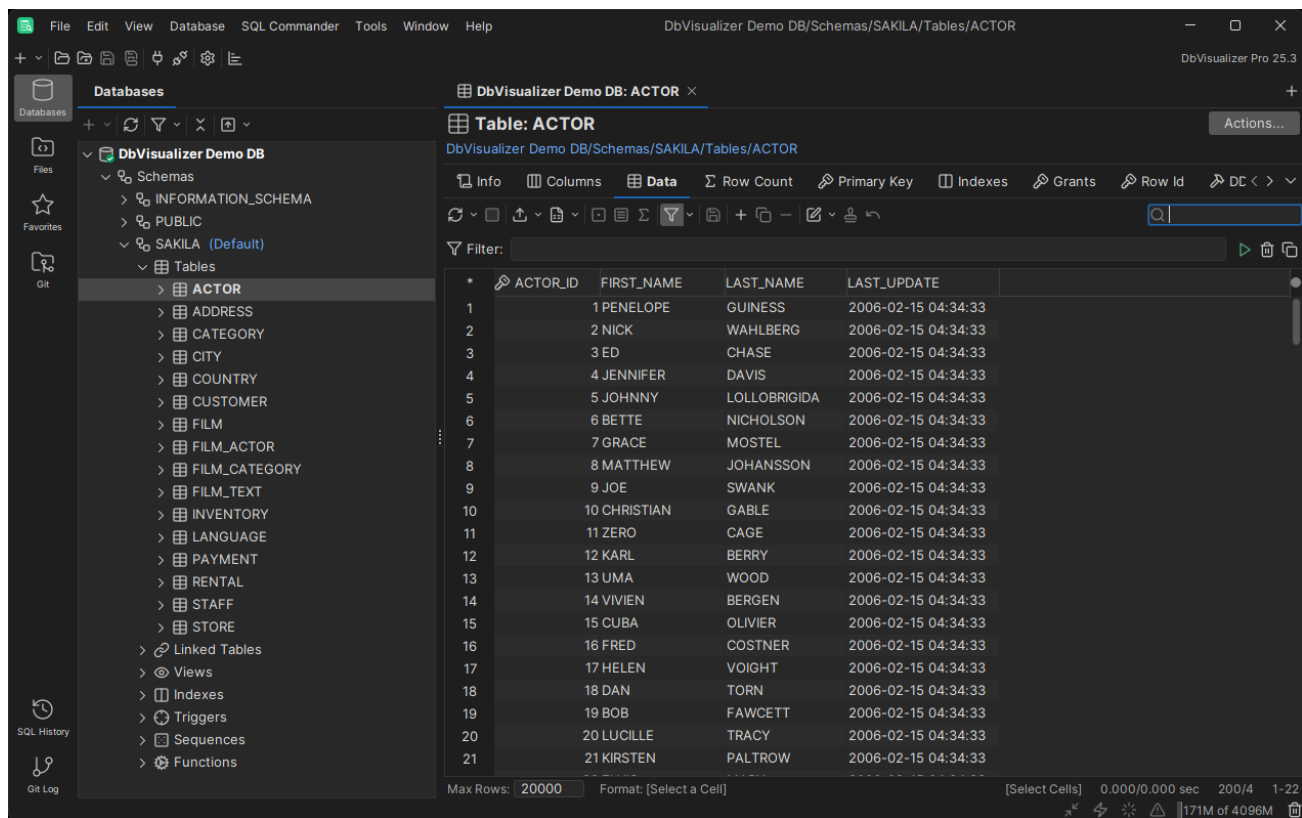 File Edit View Database SQL Commander Tools Window Help DbVisualizer Demo DB/Schemas/SAKILA/Tables/ACTOR
DbVisualizer Pro 25.3
Databases
Files
Favorites
Git
SQL History
Git Log
Databases
DbVisualizer Demo DB
Schemas
INFORMATION_SCHEMA
PUBLIC
SAKILA (Default)
Tables
ACTOR
ADDRESS
CATEGORY
CITY
COUNTRY
CUSTOMER
FILM
FILM_ACTOR
FILM_CATEGORY
FILM_TEXT
INVENTORY
LANGUAGE
PAYMENT
RENTAL
STAFF
STORE
Linked Tables
Views
Indexes
Triggers
Sequences
Functions
DbVisualizer Demo DB: ACTOR
Table: ACTOR Actions...
DbVisualizer Demo DB/Schemas/SAKILA/Tables/ACTOR
Info Columns Data Row Count Primary Key Indexes Grants Row Id
Filter:
* ACTOR_ID FIRST_NAME LAST_NAME LAST_UPDATE
1 1 PENELOPE GUINESS 2006-02-15 04:34:33
2 2 NICK WAHLBERG 2006-02-15 04:34:33
3 3 ED CHASE 2006-02-15 04:34:33
4 4 JENNIFER DAVIS 2006-02-15 04:34:33
5 5 JOHNNY LOLLOBRIGIDA 2006-02-15 04:34:33
6 6 BETTE NICHOLSON 2006-02-15 04:34:33
7 7 GRACE MOSTEL 2006-02-15 04:34:33
8 8 MATTHEW JOHANSSON 2006-02-15 04:34:33
9 9 JOE SWANK 2006-02-15 04:34:33
10 10 CHRISTIAN GABLE 2006-02-15 04:34:33
11 11 ZERO CAGE 2006-02-15 04:34:33
12 12 KARL BERRY 2006-02-15 04:34:33
13 13 UMA WOOD 2006-02-15 04:34:33
14 14 VIVIEN BERGEN 2006-02-15 04:34:33
15 15 CUBA OLIVIER 2006-02-15 04:34:33
16 16 FRED COSTNER 2006-02-15 04:34:33
17 17 HELEN VOIGHT 2006-02-15 04:34:33
18 18 DAN TORN 2006-02-15 04:34:33
19 19 BOB FAWCETT 2006-02-15 04:34:33
20 20 LUCILLE TRACY 2006-02-15 04:34:33
21 21 KIRSTEN PALTROW 2006-02-15 04:34:33
Max Rows: 20000 Format: [Select a Cell] [Select Cells] 0.000/0.000 sec 200/4 1-22
171M of 4096M